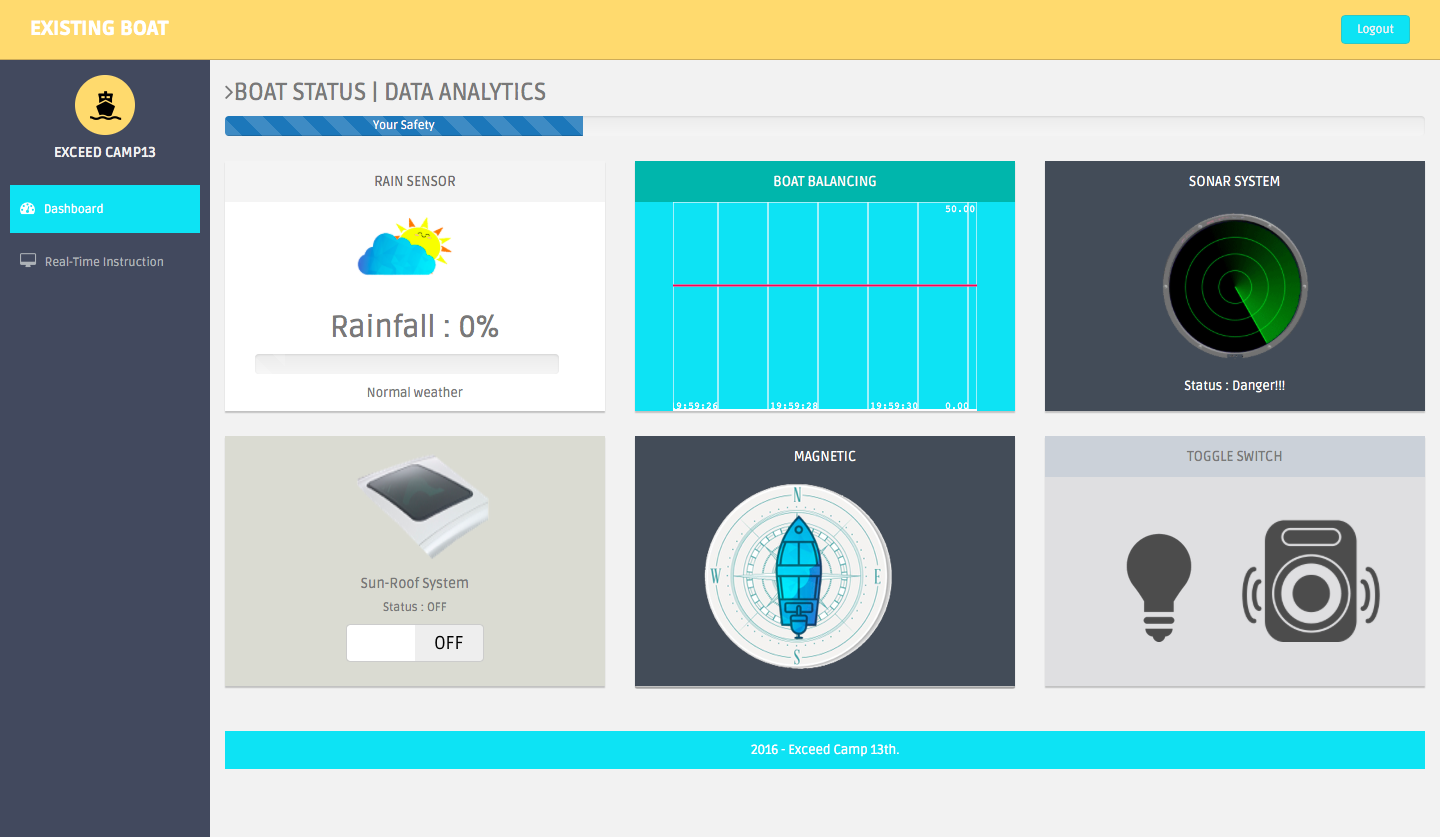 EXISTING BOAT
Logout
EXCEED CAMP13
Dashboard
Real-Time Instruction
>BOAT STATUS | DATA ANALYTICS
Your Safety
RAIN SENSOR
Rainfall : 0%
Normal weather
BOAT BALANCING
50.00
9:59:26
19:59:28
19:59:30
0.00
SONAR SYSTEM
Status : Danger!!!
Sun-Roof System
Status : OFF
OFF
MAGNETIC
N
W
E
S
TOGGLE SWITCH
2016 - Exceed Camp 13th.